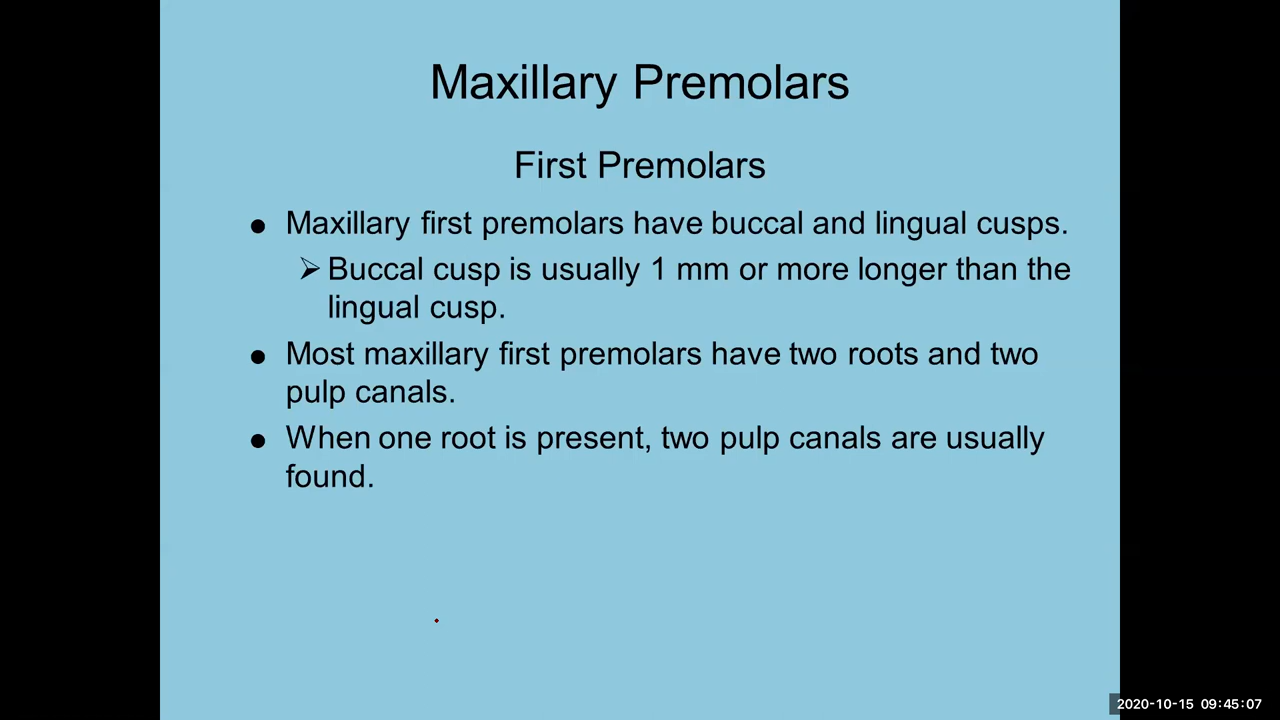 Maxillary Premolars
First Premolars
● Maxillary first premolars have buccal and lingual cusps.
➢ Buccal cusp is usually 1 mm or more longer than the
lingual cusp.
● Most maxillary first premolars have two roots and two
pulp canals.
● When one root is present, two pulp canals are usually
found.
2020-10-15 09:45:07